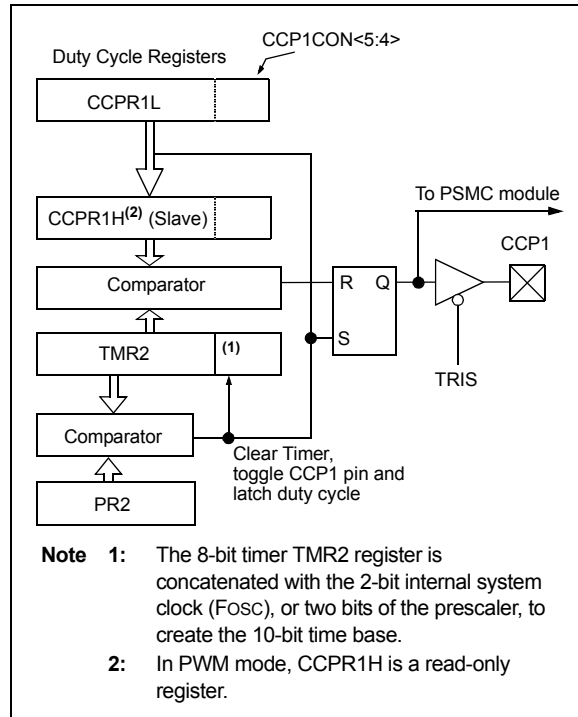 CCP1CON<5:4>
Duty Cycle Registers
CCPR1L
CCPR1H(2) (Slave)
Comparator
TMR2
(1)
Comparator
PR2
R Q
S
To PSMC module
CCP1
TRIS
Clear Timer,
toggle CCP1 pin and
latch duty cycle
Note 1: The 8-bit timer TMR2 register is
concatenated with the 2-bit internal system
clock (FOSC), or two bits of the prescaler, to
create the 10-bit time base.
2: In PWM mode, CCPR1H is a read-only
register.